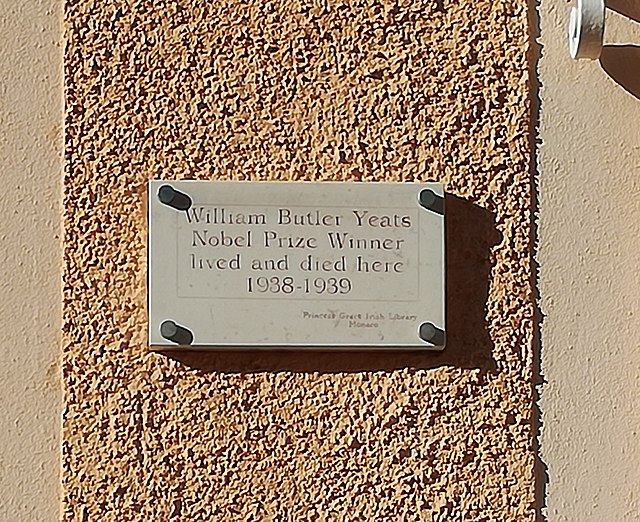 William Butler Yeats
Nobel Prize Winner
lived and died here
1938-1939
Princess Grace Irish Library
Monaco